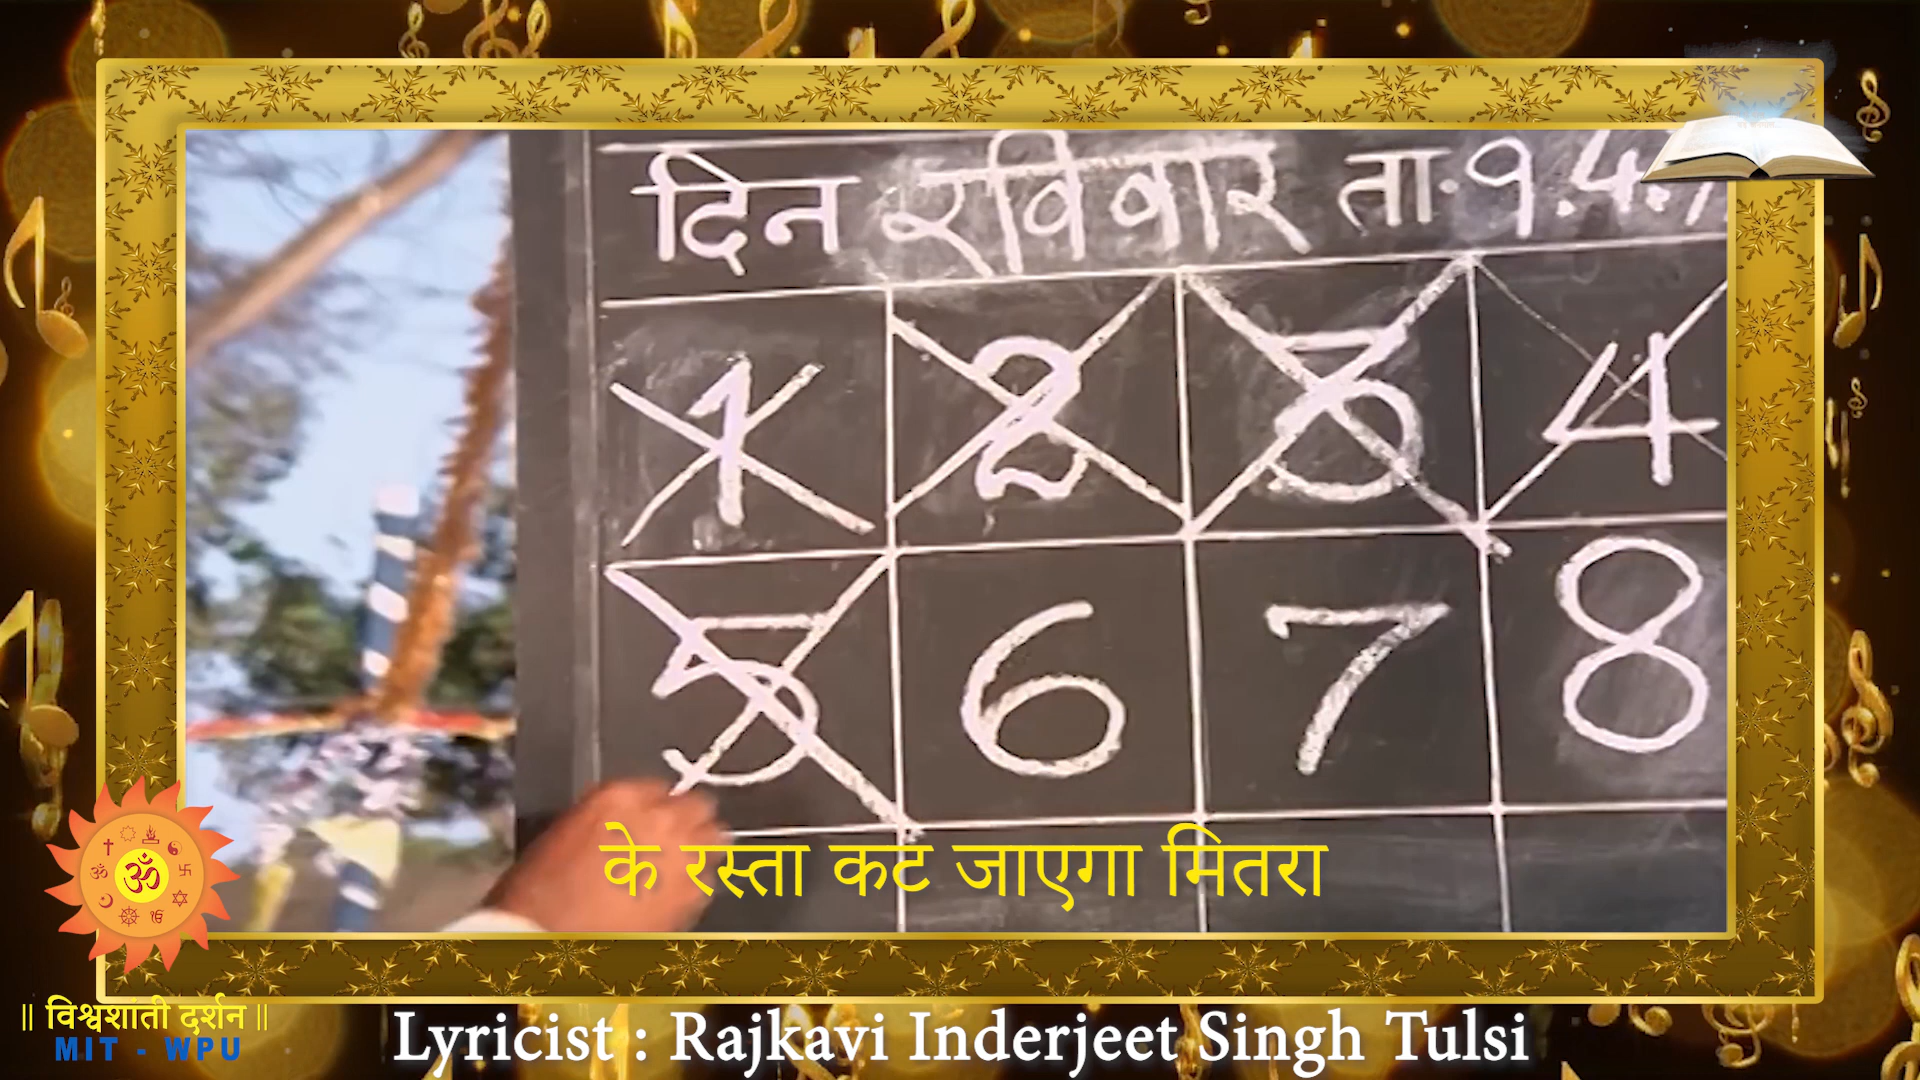 दिन रविवार ता. १.4.
1 2 3 4
5 6 7 8
के रस्ता कट जाएगा मितरा
|| विश्वशांती दर्शन ||
MIT - WPU
Lyricist : Rajkavi Inderjeet Singh Tulsi